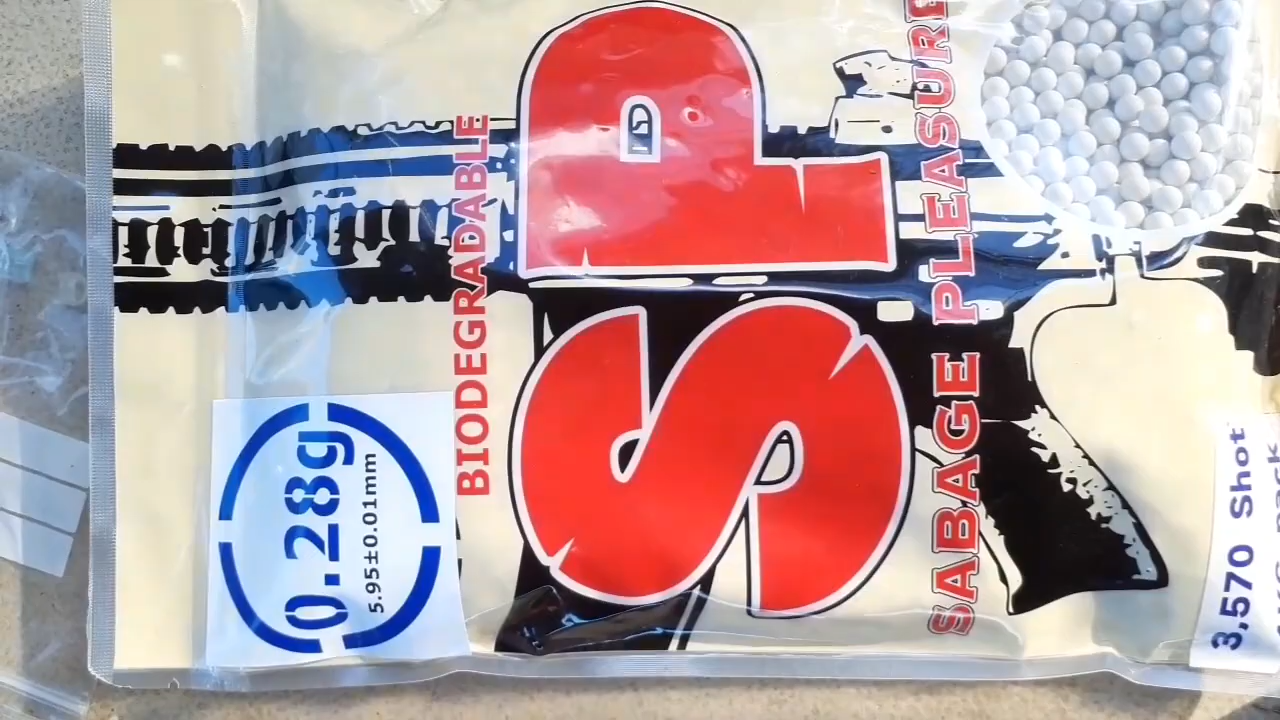 SP
SABAGE PLEASURE
BIODEGRADABLE
0.28g
5.95±0.01mm
3,570 Shot